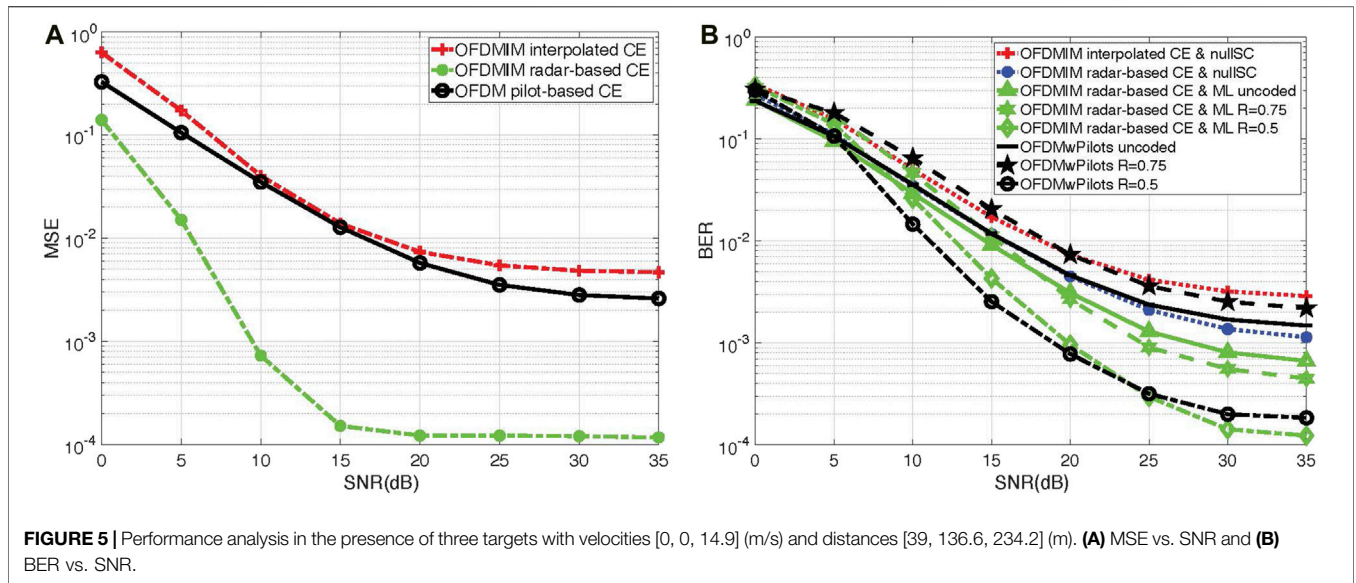 A
10^0
10^-1
10^-2
10^-3
10^-4
MSE
0 5 10 15 20 25 30 35
SNR(dB)
OFDMIM interpolated CE
OFDMIM radar-based CE
OFDM pilot-based CE
B
10^0
10^-1
10^-2
10^-3
10^-4
BER
0 5 10 15 20 25 30 35
SNR(dB)
OFDMIM interpolated CE & nullSC
OFDMIM radar-based CE & nullSC
OFDMIM radar-based CE & ML uncoded
OFDMIM radar-based CE & ML R=0.75
OFDMIM radar-based CE & ML R=0.5
OFDMwPilots uncoded
OFDMwPilots R=0.75
OFDMwPilots R=0.5
FIGURE 5 | Performance analysis in the presence of three targets with velocities [0, 0, 14.9] (m/s) and distances [39, 136.6, 234.2] (m). (A) MSE vs. SNR and (B)
BER vs. SNR.